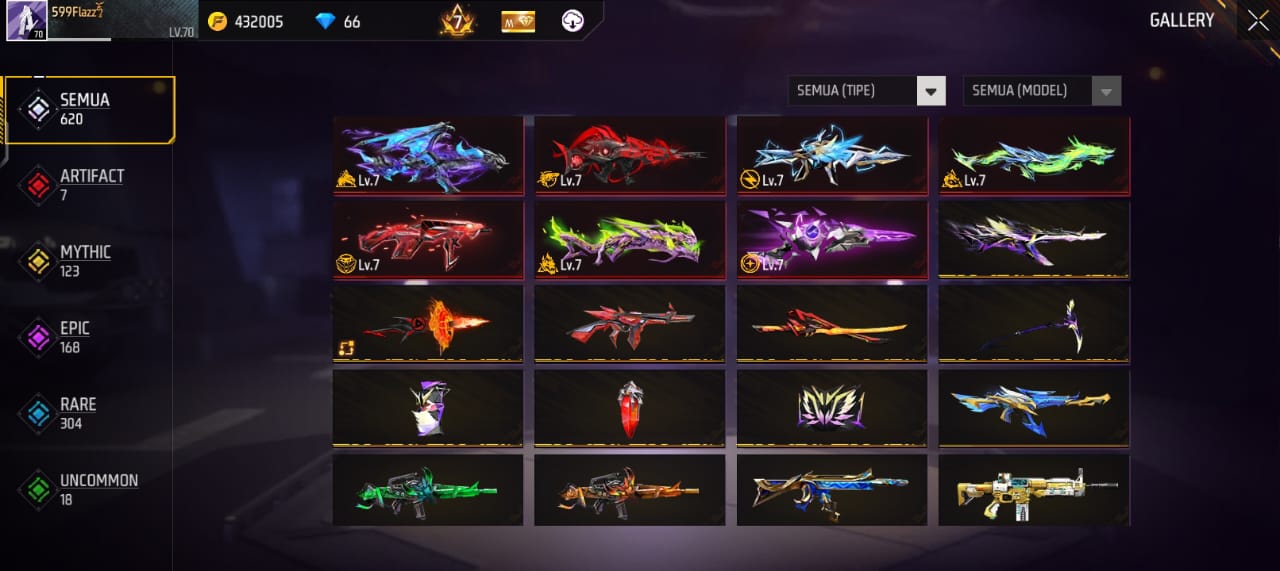 599Flazz
70
LV.70
432005
66
7
M
GALLERY
SEMUA
620
SEMUA (TIPE)
SEMUA (MODEL)
ARTIFACT
7
MYTHIC
123
EPIC
168
RARE
304
UNCOMMON
18
Lv.7
Lv.7
Lv.7
Lv.7
Lv.7
Lv.7
Lv.7